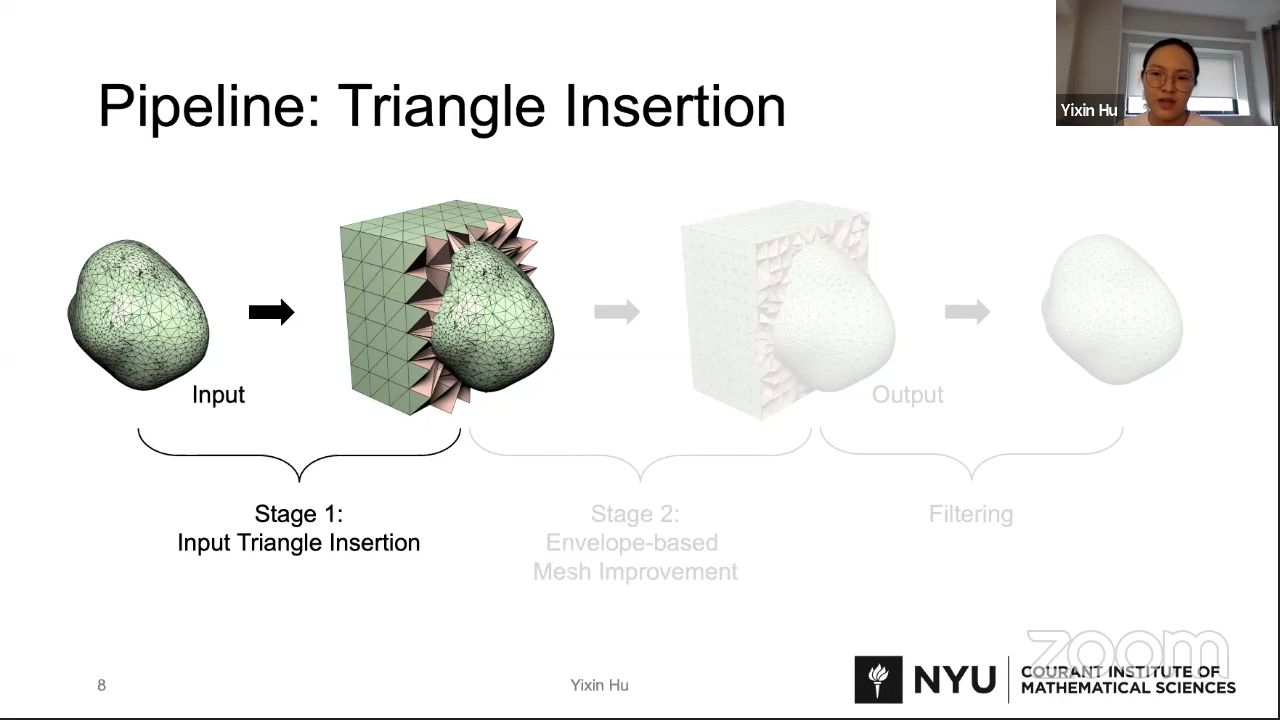 Pipeline: Triangle Insertion
Yixin Hu
Input
Output
Stage 1:
Input Triangle Insertion
Stage 2:
Envelope-based
Mesh Improvement
Filtering
zoom
8
Yixin Hu
NYU
COURANT INSTITUTE OF
MATHEMATICAL SCIENCES